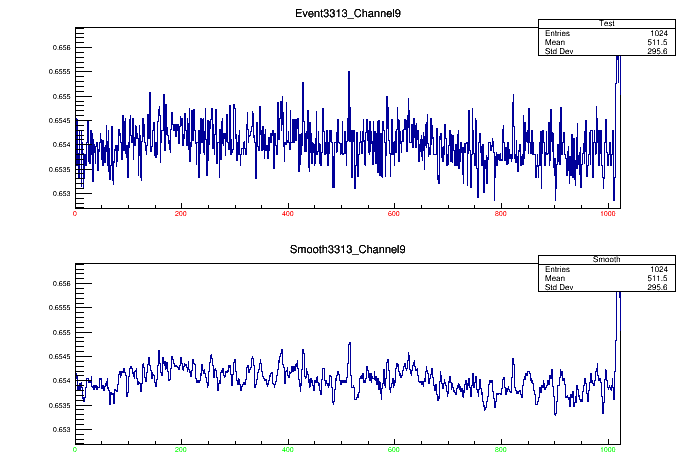 Event3313_Channel9
Test
Entries 1024
Mean 511.5
Std Dev 295.6
0.656
0.6555
0.655
0.6545
0.654
0.6535
0.653
0 200 400 600 800 1000
Smooth3313_Channel9
Smooth
Entries 1024
Mean 511.5
Std Dev 295.6
0.656
0.6555
0.655
0.6545
0.654
0.6535
0.653
0 200 400 600 800 1000